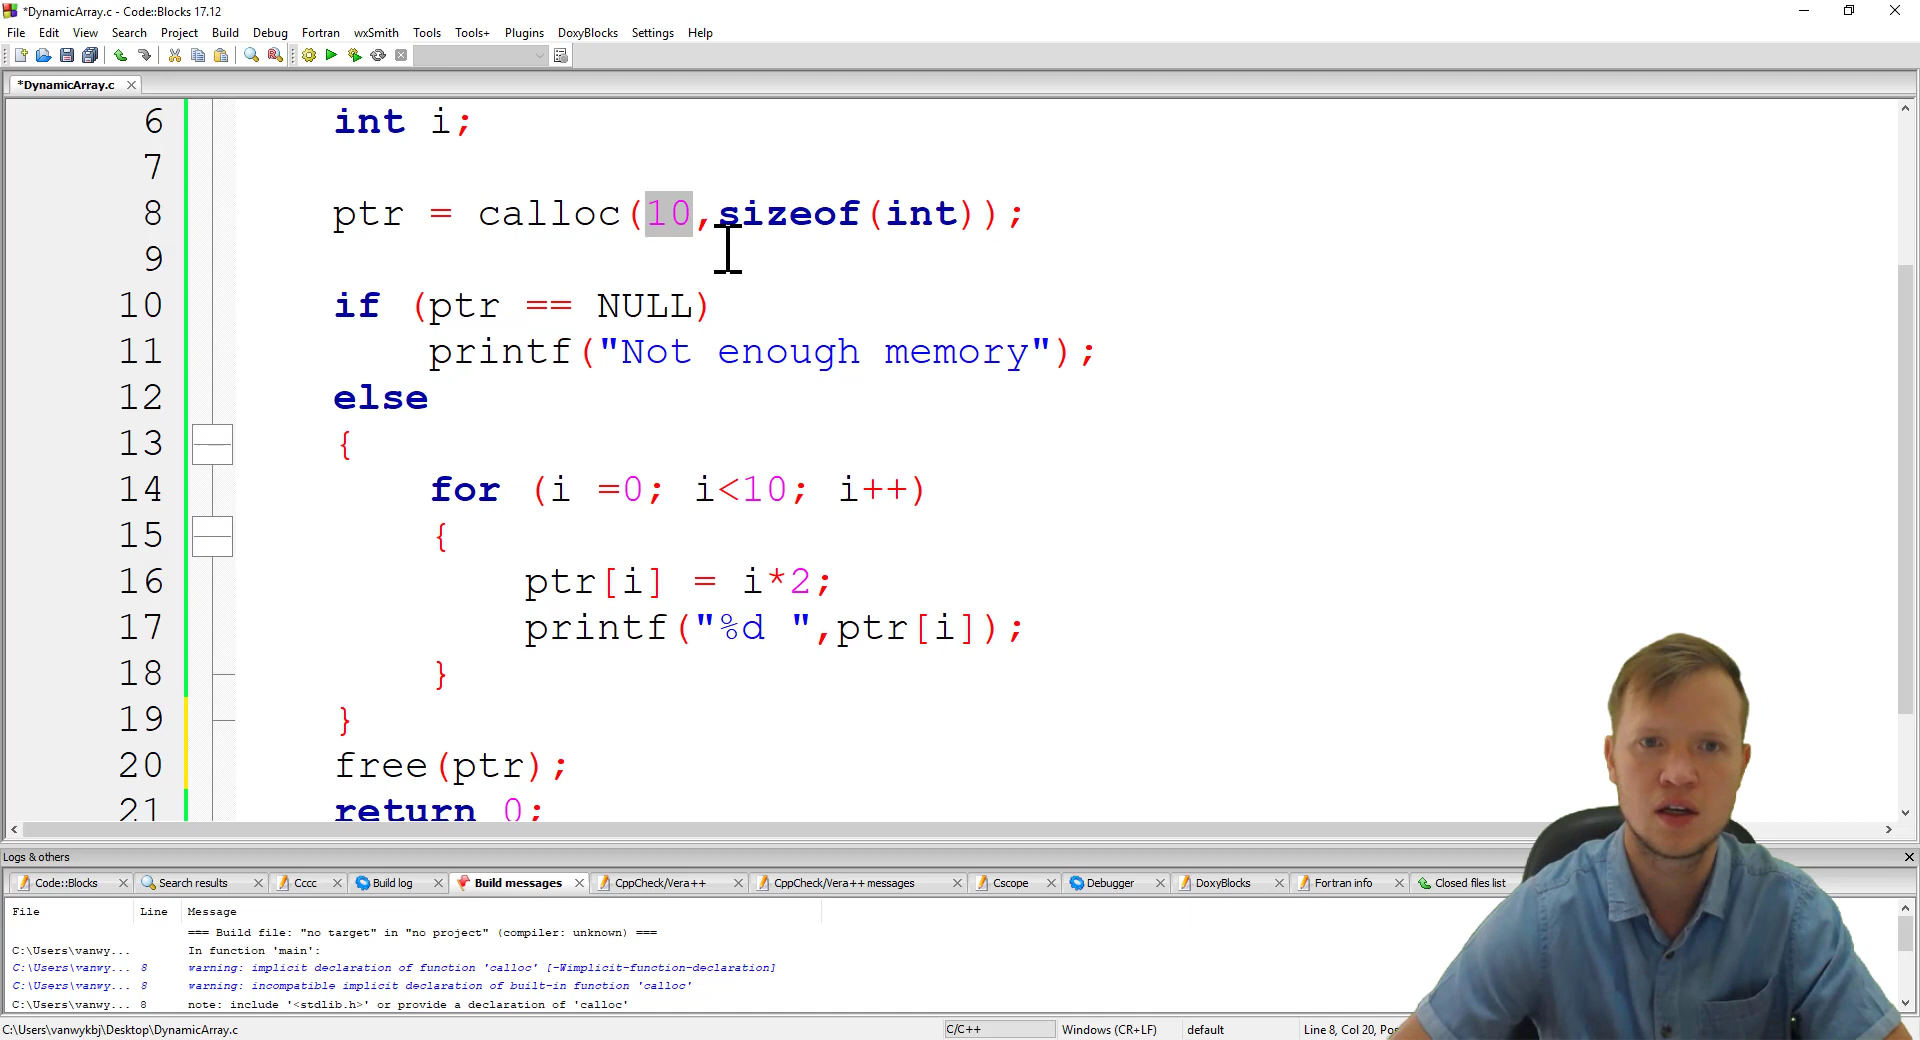 *DynamicArray.c - Code::Blocks 17.12
File Edit View Search Project Build Debug Fortran wxSmith Tools Tools+ Plugins DoxyBlocks Settings Help
*DynamicArray.c
6 int i;
7
8 ptr = calloc(10,sizeof(int));
9
10 if (ptr == NULL)
11 printf("Not enough memory");
12 else
13 {
14 for (i =0; i<10; i++)
15 {
16 ptr[i] = i*2;
17 printf("%d ",ptr[i]);
18 }
19 }
20 free(ptr);
21 return 0;
Logs & others
Code::Blocks Search results Cccc Build log Build messages CppCheck/Vera++ CppCheck/Vera++ messages Cscope Debugger DoxyBlocks Fortran info Closed files list
File Line Message
=== Build file: "no target" in "no project" (compiler: unknown) ===
C:\Users\vanwy... In function 'main':
C:\Users\vanwy... 8 warning: implicit declaration of function 'calloc' [-Wimplicit-function-declaration]
C:\Users\vanwy... 8 warning: incompatible implicit declaration of built-in function 'calloc'
C:\Users\vanwy... 8 note: include '<stdlib.h>' or provide a declaration of 'calloc'
C:\Users\vanwykbj\Desktop\DynamicArray.c C/C++ Windows (CR+LF) default Line 8, Col 20, Pos